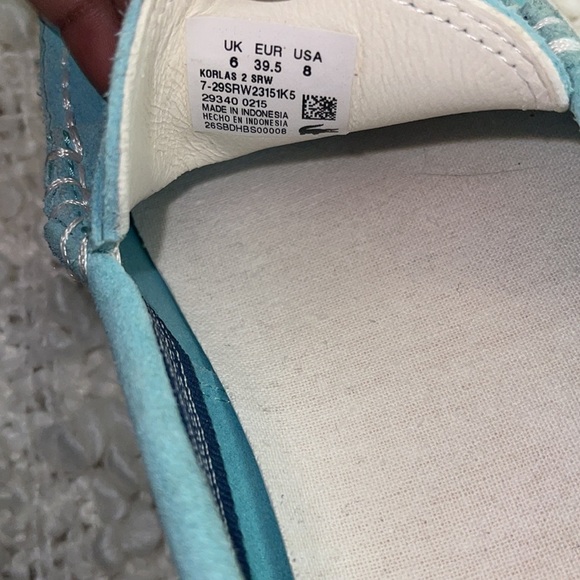 UK EUR USA
6 39.5 8
KORLAS 2 SRW
7-29SRW23151K5
29340 0215
MADE IN INDONESIA
HECHO EN INDONESIA
26SBDHBS00008